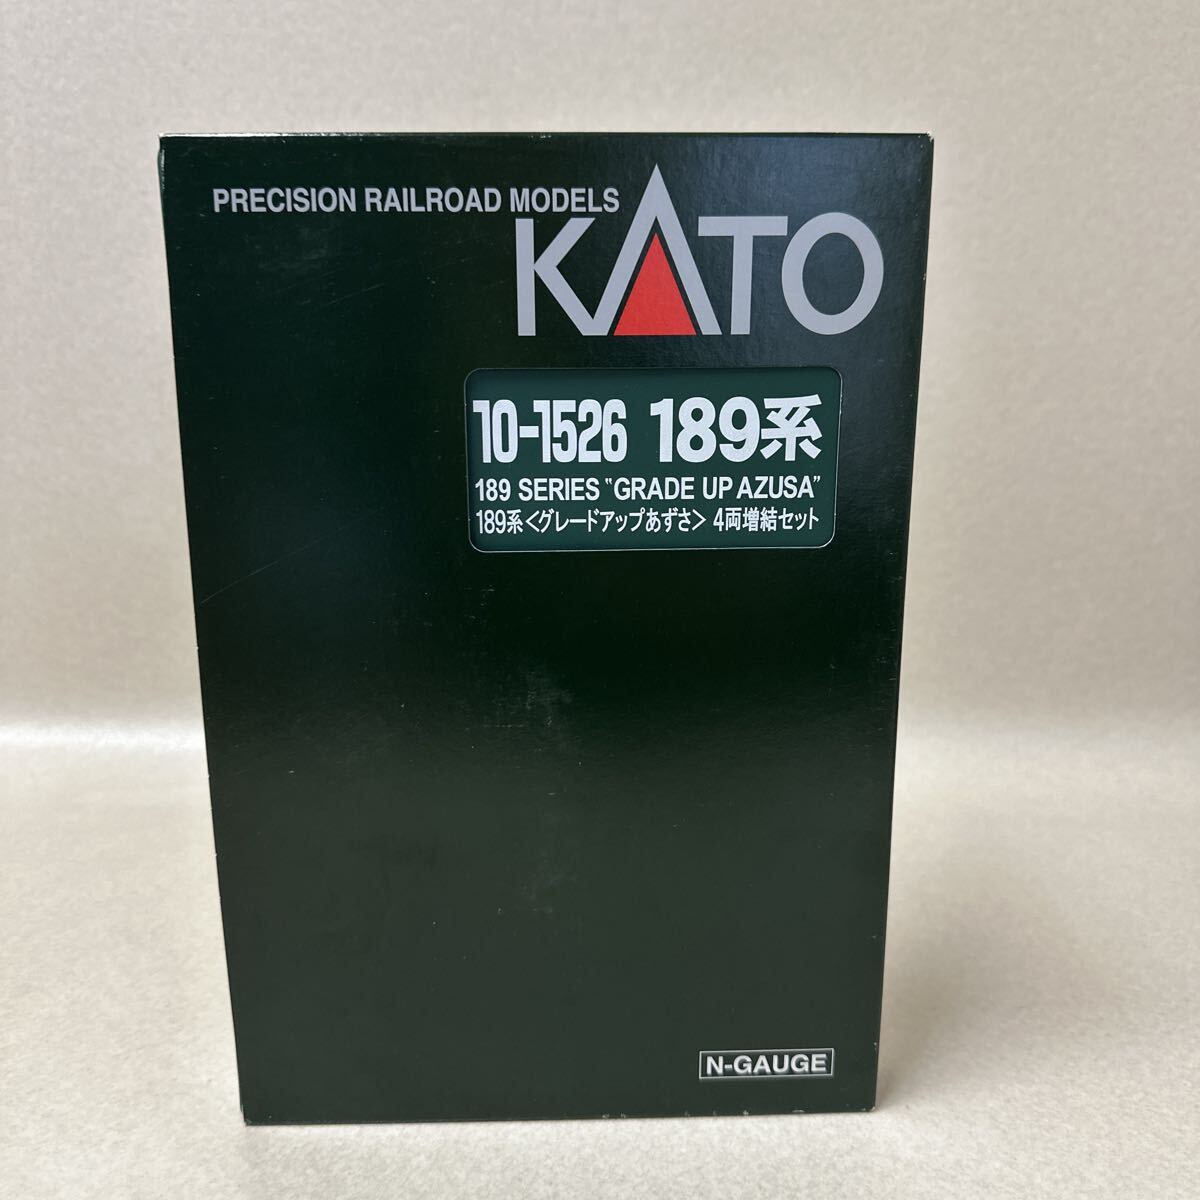 PRECISION RAILROAD MODELS
KATO
10-1526 189系
189 SERIES "GRADE UP AZUSA"
189系<グレードアップあずさ> 4両増結セット
N-GAUGE